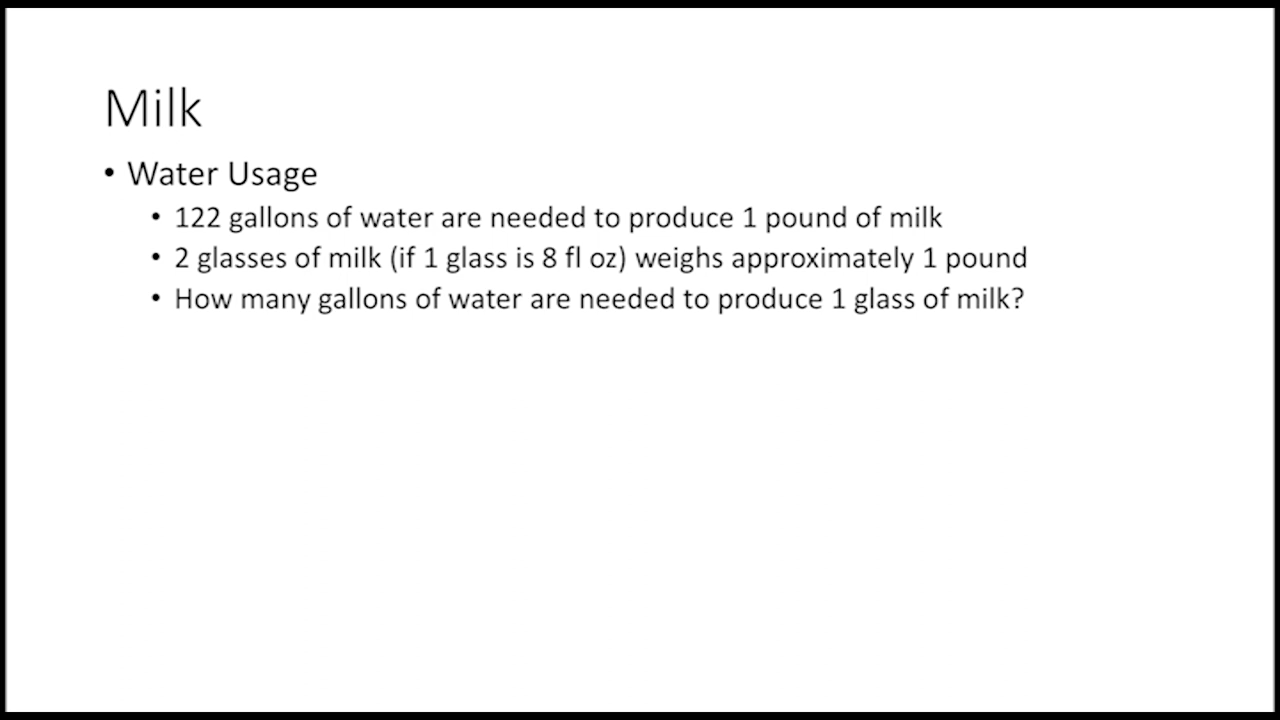 Milk
• Water Usage
• 122 gallons of water are needed to produce 1 pound of milk
• 2 glasses of milk (if 1 glass is 8 fl oz) weighs approximately 1 pound
• How many gallons of water are needed to produce 1 glass of milk?